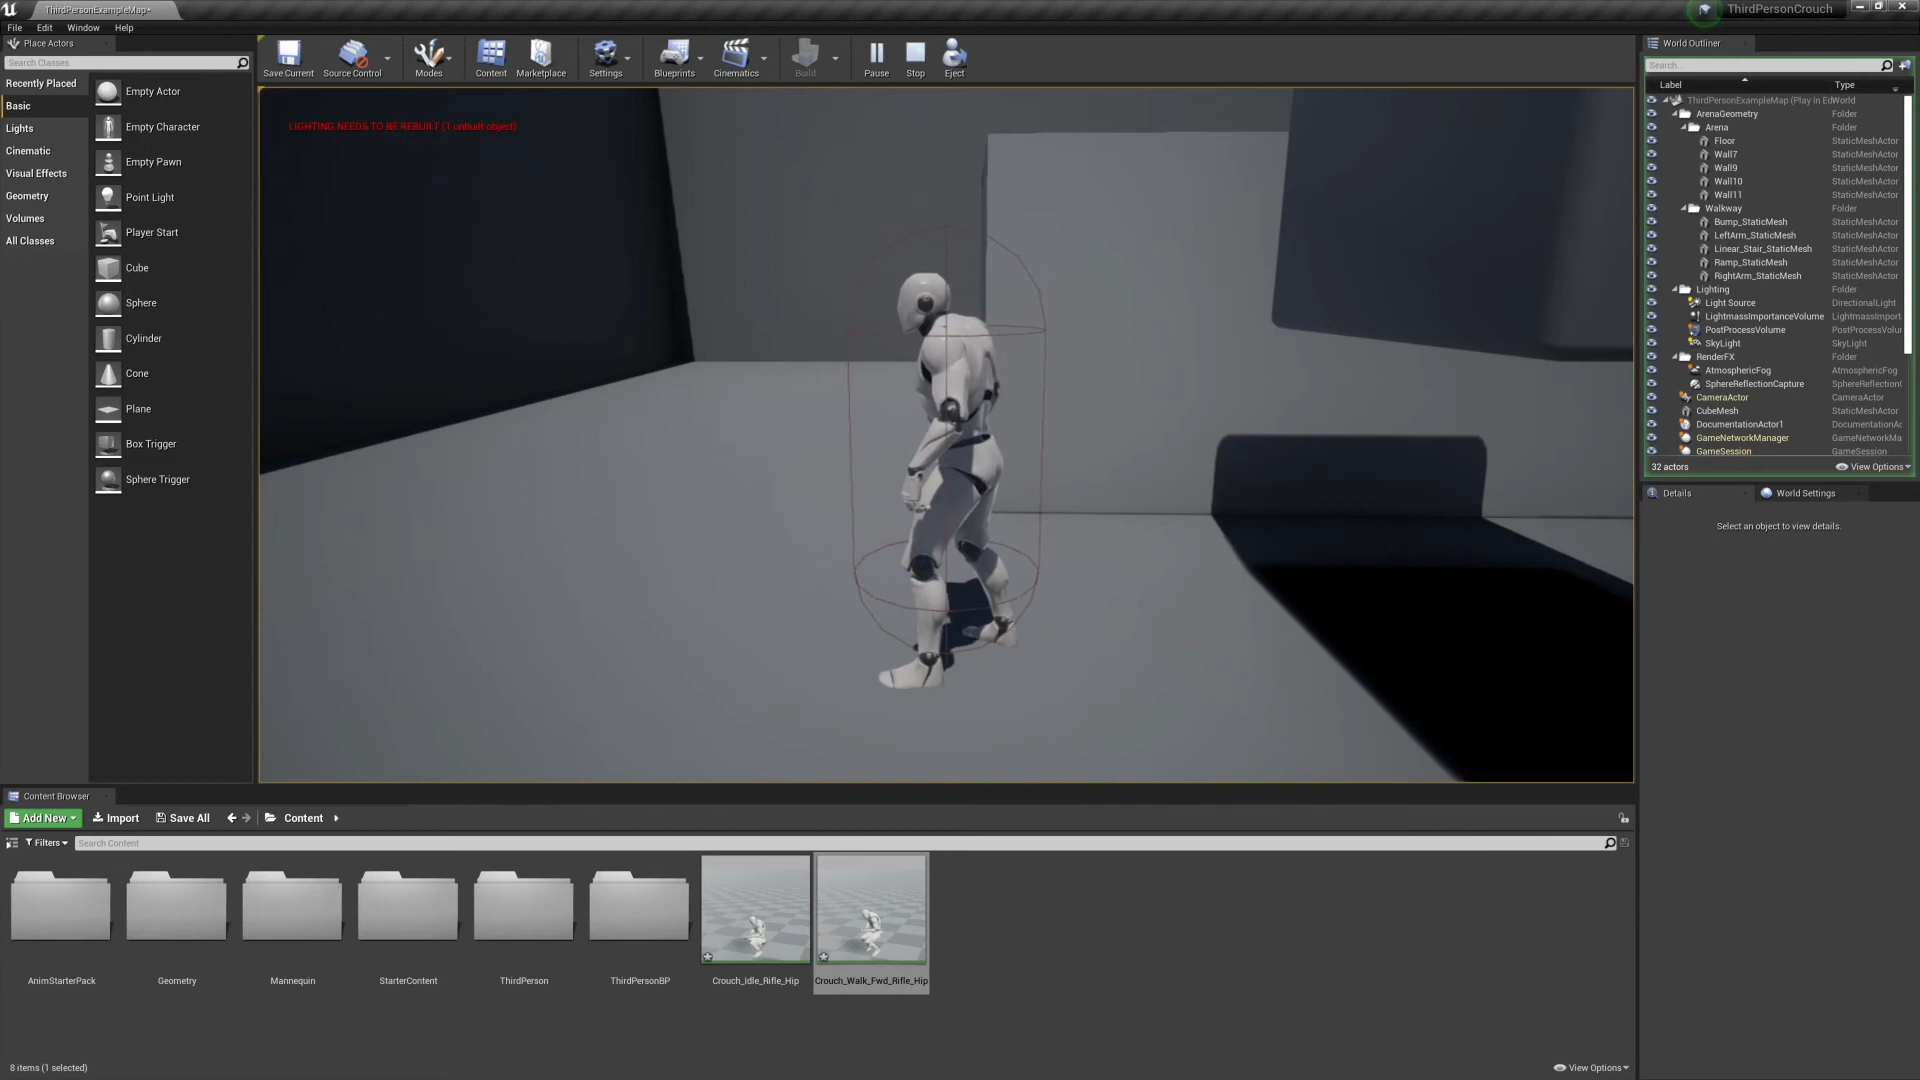 ThirdPersonExampleMap*
ThirdPersonCrouch
File Edit Window Help
Place Actors
Search Classes
Recently Placed
Basic
Lights
Cinematic
Visual Effects
Geometry
Volumes
All Classes
Empty Actor
Empty Character
Empty Pawn
Point Light
Player Start
Cube
Sphere
Cylinder
Cone
Plane
Box Trigger
Sphere Trigger
Save Current Source Control Modes Content Marketplace Settings Blueprints Cinematics Build Pause Stop Eject
LIGHTING NEEDS TO BE REBUILT (1 unbuilt object)
World Outliner
Search...
Label Type
ThirdPersonExampleMap (Play In Ed World
ArenaGeometry Folder
Arena Folder
Floor StaticMeshActor
Wall7 StaticMeshActor
Wall9 StaticMeshActor
Wall10 StaticMeshActor
Wall11 StaticMeshActor
Walkway Folder
Bump_StaticMesh StaticMeshActor
LeftArm_StaticMesh StaticMeshActor
Linear_Stair_StaticMesh StaticMeshActor
Ramp_StaticMesh StaticMeshActor
RightArm_StaticMesh StaticMeshActor
Lighting Folder
Light Source DirectionalLight
LightmassImportanceVolume LightmassImport
PostProcessVolume PostProcessVolu
SkyLight SkyLight
RenderFX Folder
AtmosphericFog AtmosphericFog
SphereReflectionCapture SphereReflection
CameraActor CameraActor
CubeMesh StaticMeshActor
DocumentationActor1 DocumentationAc
GameNetworkManager GameNetworkMa
GameSession GameSession
32 actors View Options
Details World Settings
Select an object to view details.
Content Browser
Add New Import Save All Content
Filters Search Content
AnimStarterPack
Geometry
Mannequin
StarterContent
ThirdPerson
ThirdPersonBP
Crouch_Idle_Rifle_Hip
Crouch_Walk_Fwd_Rifle_Hip
8 items (1 selected) View Options